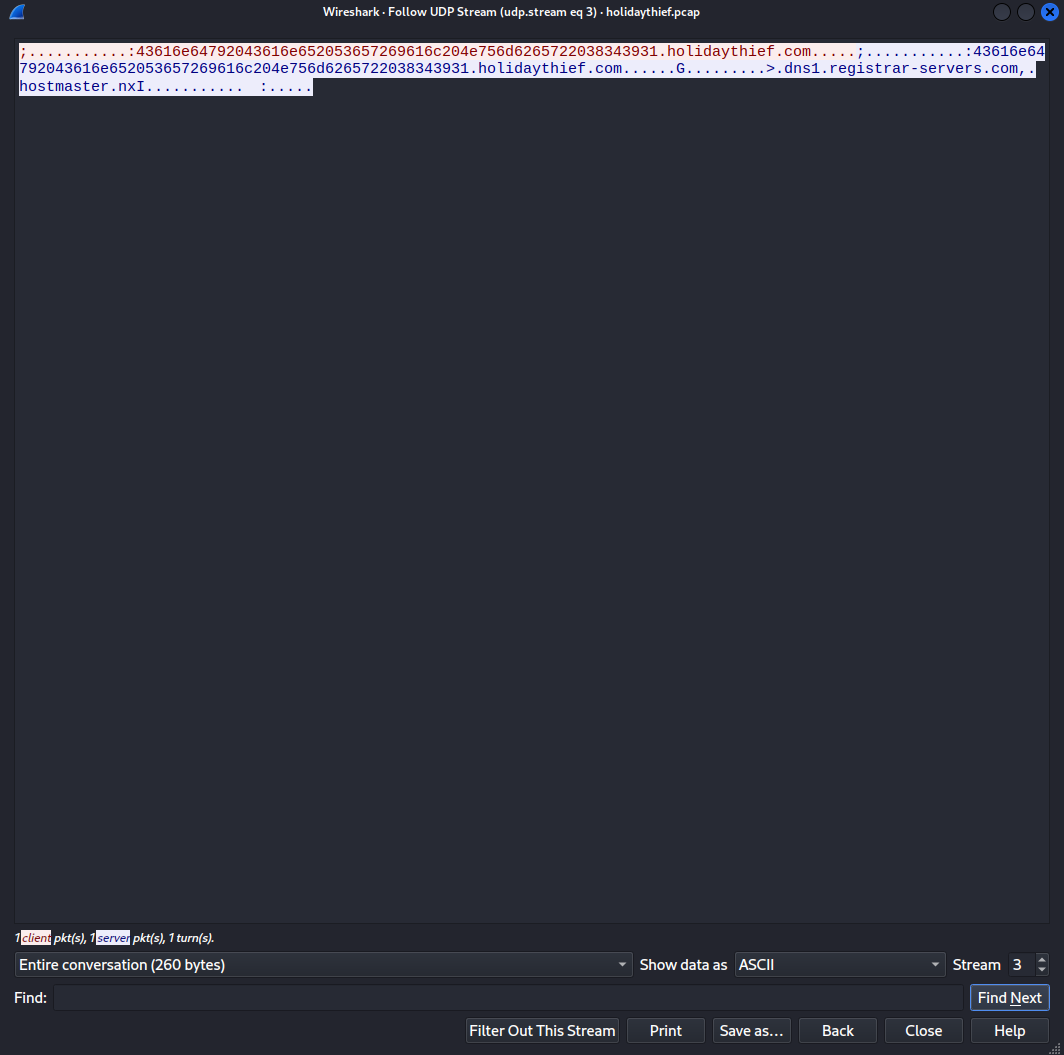 Wireshark · Follow UDP Stream (udp.stream eq 3) · holidaythief.pcap
;...........:43616e64792043616e652053657269616c204e756d6265722038343931.holidaythief.com.....;...........:43616e64
792043616e652053657269616c204e756d6265722038343931.holidaythief.com......G.........>.dns1.registrar-servers.com,.
hostmaster.nxI........... :.....
1 client pkt(s), 1 server pkt(s), 1 turn(s).
Entire conversation (260 bytes) Show data as ASCII Stream 3
Find: Find Next
Filter Out This Stream Print Save as… Back Close Help